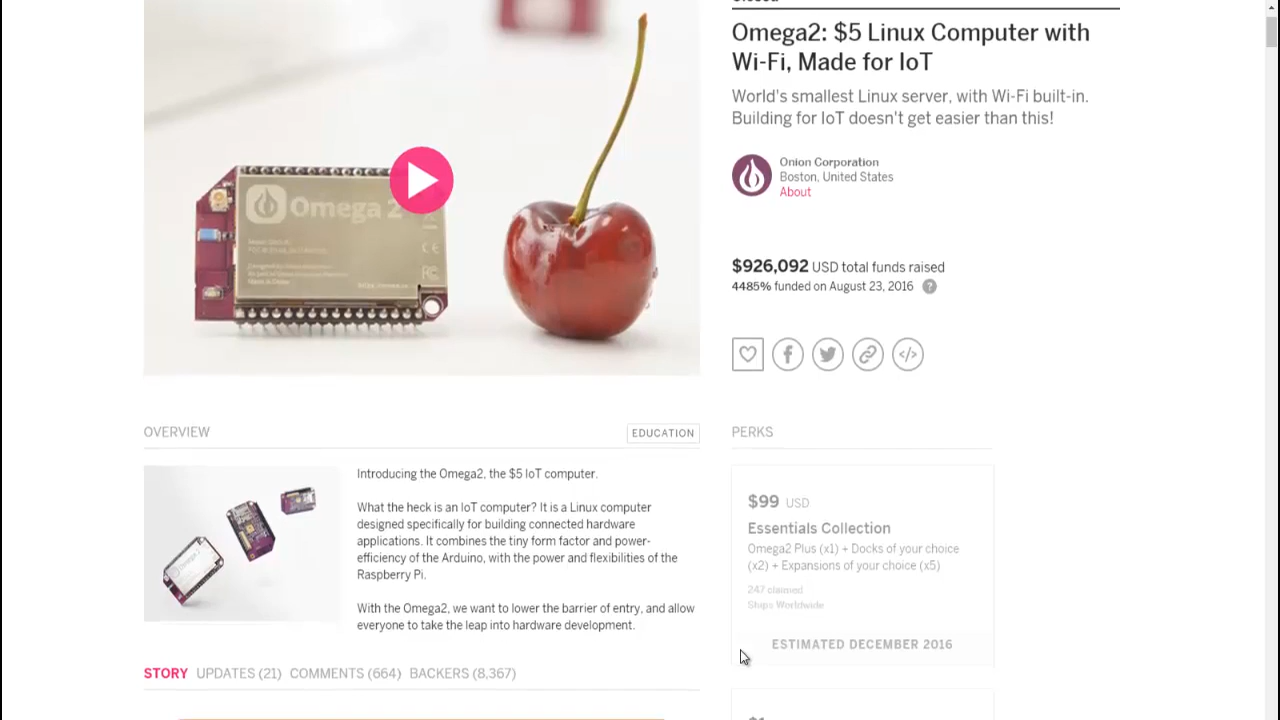 Omega2: $5 Linux Computer with
Wi-Fi, Made for IoT
World's smallest Linux server, with Wi-Fi built-in.
Building for IoT doesn't get easier than this!
Onion Corporation
Boston, United States
About
Omega 2
$926,092 USD total funds raised
4485% funded on August 23, 2016 ?
OVERVIEW
EDUCATION
PERKS
Introducing the Omega2, the $5 IoT computer.
What the heck is an IoT computer? It is a Linux computer
designed specifically for building connected hardware
applications. It combines the tiny form factor and power-
efficiency of the Arduino, with the power and flexibilities of the
Raspberry Pi.
With the Omega2, we want to lower the barrier of entry, and allow
everyone to take the leap into hardware development.
$99 USD
Essentials Collection
Omega2 Plus (x1) + Docks of your choice
(x2) + Expansions of your choice (x5)
247 claimed
Ships Worldwide
ESTIMATED DECEMBER 2016
STORY UPDATES (21) COMMENTS (664) BACKERS (8,367)